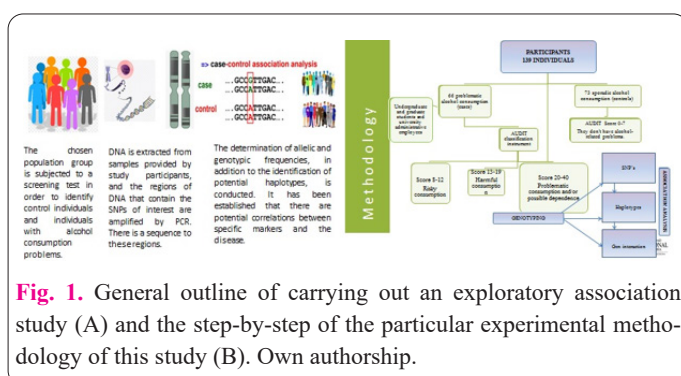 => case-control association analysis
case
...GCCGTTGAC...
control
...GCCATTGAC...
...GCCATTGAC...
The chosen
population group
is subjected to a
screening test in
order to identify
control individuals
and individuals
with alcohol
consumption
problems.
DNA is extracted from
samples provided by
study participants,
and the regions of
DNA that contain the
SNPs of interest are
amplified by PCR.
There is a sequence to
these regions.
The determination of allelic and
genotypic frequencies, in
addition to the identification of
potential haplotypes, is
conducted. It has been
established that there are
potential correlations between
specific markers and the
disease.
Methodology
PARTICIPANTS
139 INDIVIDUALS
Undergraduate
and graduate
students and
university
administrative
employees
problematic
alcohol consumption
(cases)
sporadic alcohol
consumption (controls)
AUDIT
classification
instrument
AUDIT Score 0-7
They don't have alcohol-
related problems.
Score 8-12
Risky
consumption
Score 13-19
Harmful
consumptio
n
Score 20-40
Problematic
consumption and/or
possible dependence
GENOTYPING
SNP's
Haplotypes
Gen interaction
ASSOCIATION ANALYSIS
Fig. 1. General outline of carrying out an exploratory association
study (A) and the step-by-step of the particular experimental metho-
dology of this study (B). Own authorship.